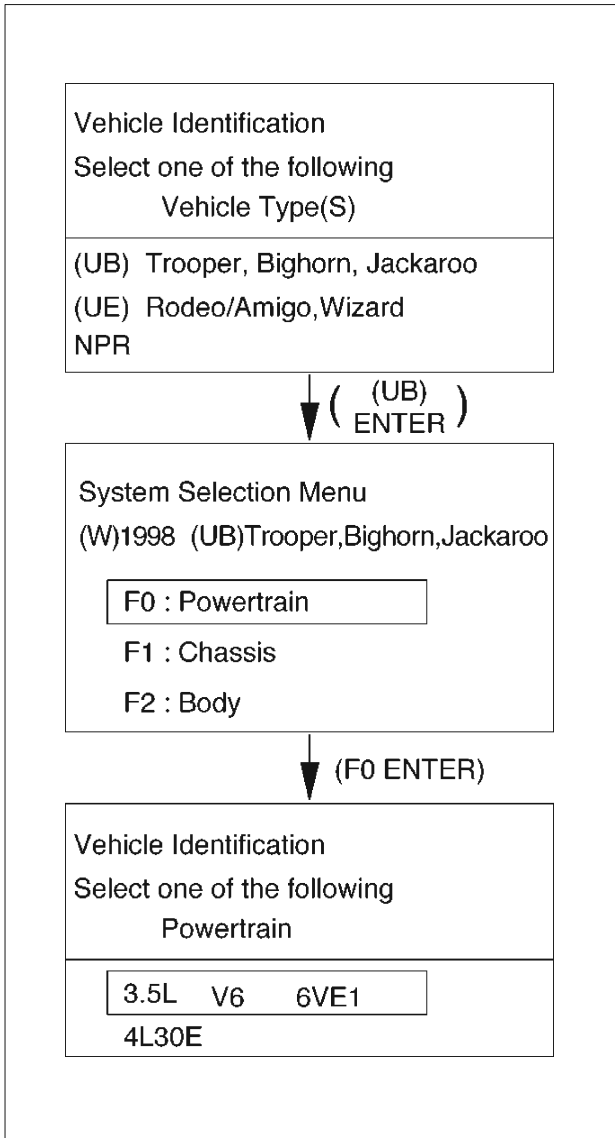 Vehicle Identification
Select one of the following
Vehicle Type(S)
(UB) Trooper, Bighorn, Jackaroo
(UE) Rodeo/Amigo,Wizard
NPR
( (UB)
ENTER )
System Selection Menu
(W)1998 (UB)Trooper,Bighorn,Jackaroo
F0 : Powertrain
F1 : Chassis
F2 : Body
(F0 ENTER)
Vehicle Identification
Select one of the following
Powertrain
3.5L V6 6VE1
4L30E